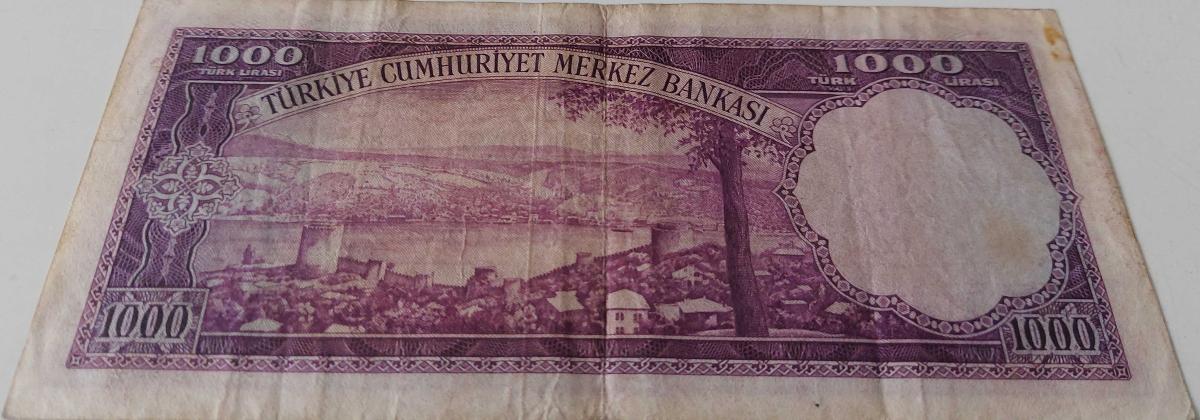 1000
TÜRK LİRASI
TÜRKİYE CUMHURİYET MERKEZ BANKASI
1000
TÜRK LİRASI
1000
1000